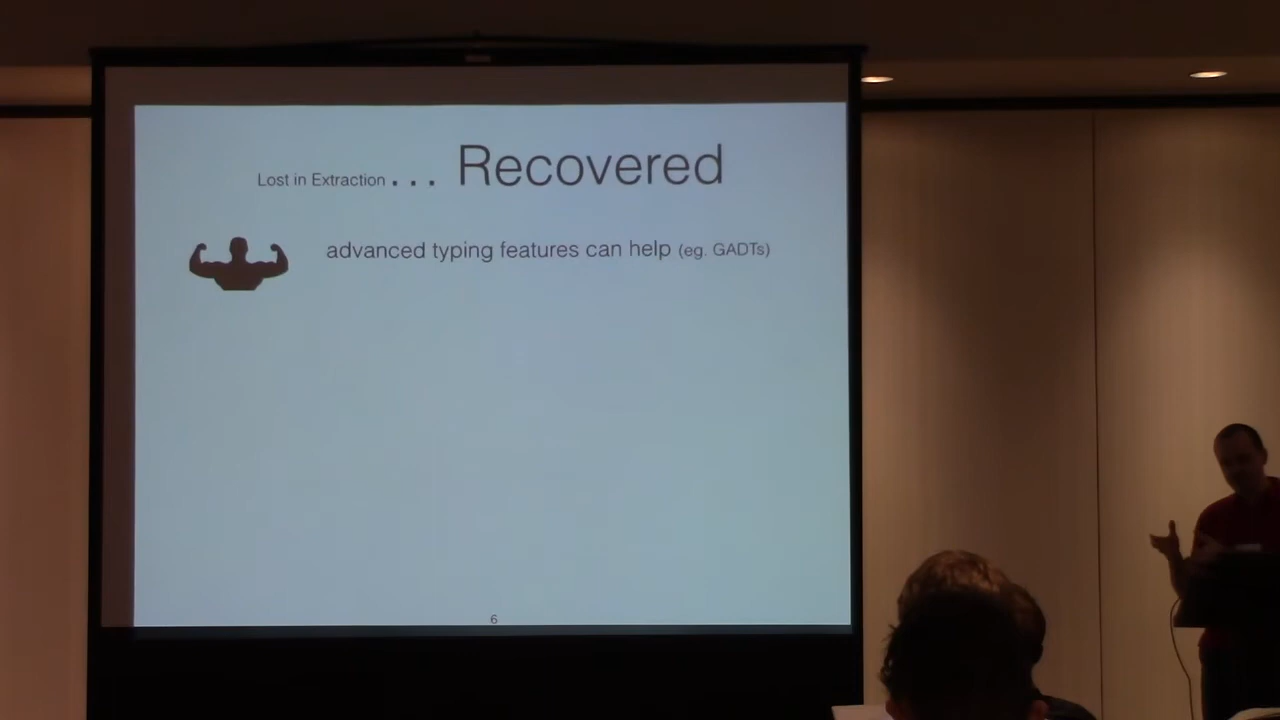 Lost in Extraction . . . Recovered
advanced typing features can help (eg. GADTs)
6